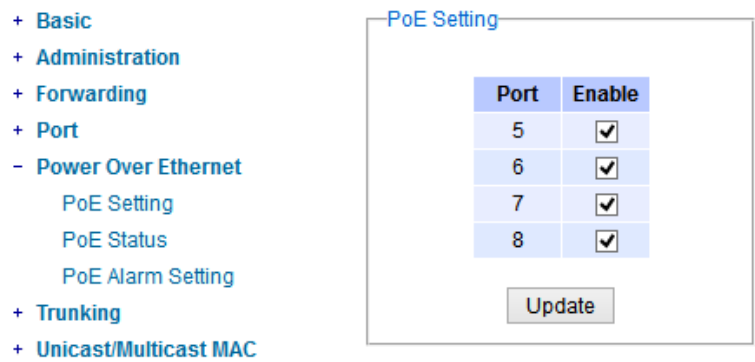 + Basic
+ Administration
+ Forwarding
+ Port
− Power Over Ethernet
PoE Setting
PoE Status
PoE Alarm Setting
+ Trunking
+ Unicast/Multicast MAC
PoE Setting
Port Enable
5
6
7
8
Update